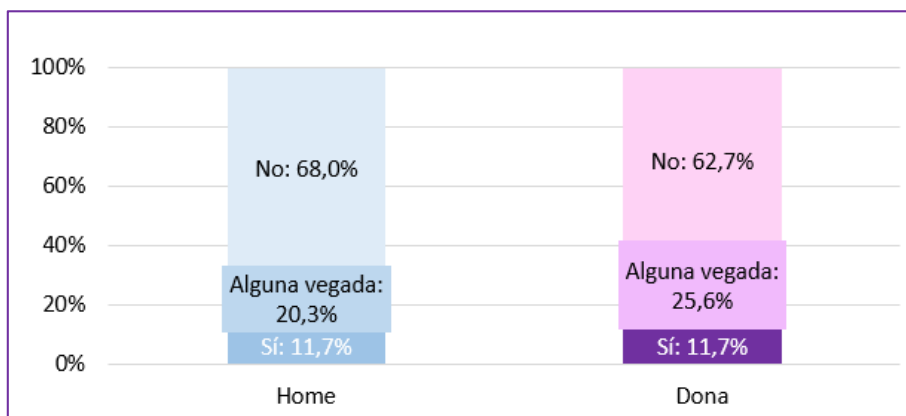 100%
80%
60%
40%
20%
0%
No: 68,0%
Alguna vegada:
20,3%
Sí: 11,7%
No: 62,7%
Alguna vegada:
25,6%
Sí: 11,7%
Home
Dona